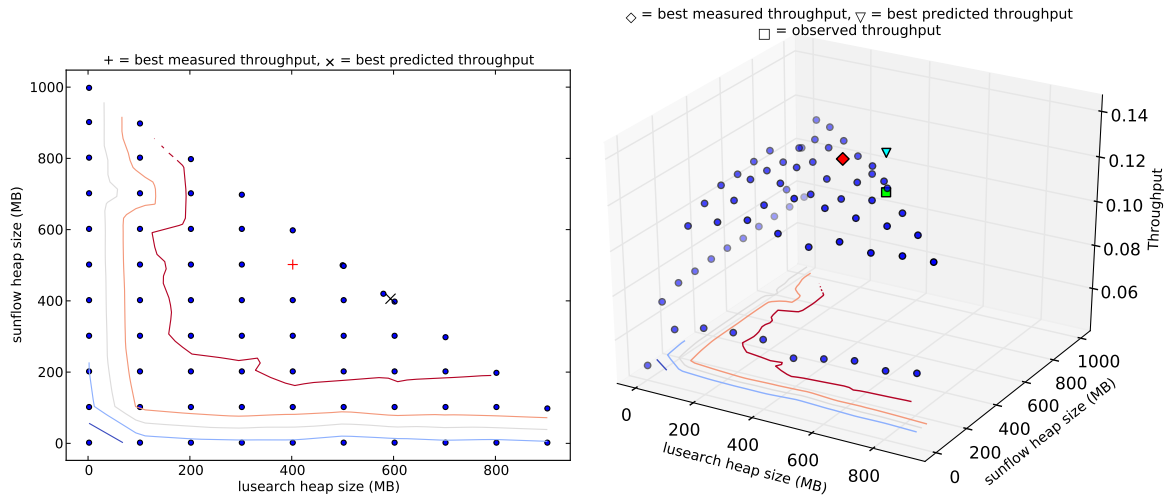 + = best measured throughput, × = best predicted throughput
1000
800
600
400
200
0
sunflow heap size (MB)
0 200 400 600 800
lusearch heap size (MB)
◇ = best measured throughput, ▽ = best predicted throughput
□ = observed throughput
0.14
0.12
0.10
0.08
0.06
Throughput
0 200 400 600 800
lusearch heap size (MB)
0 200 400 600 800 1000
sunflow heap size (MB)